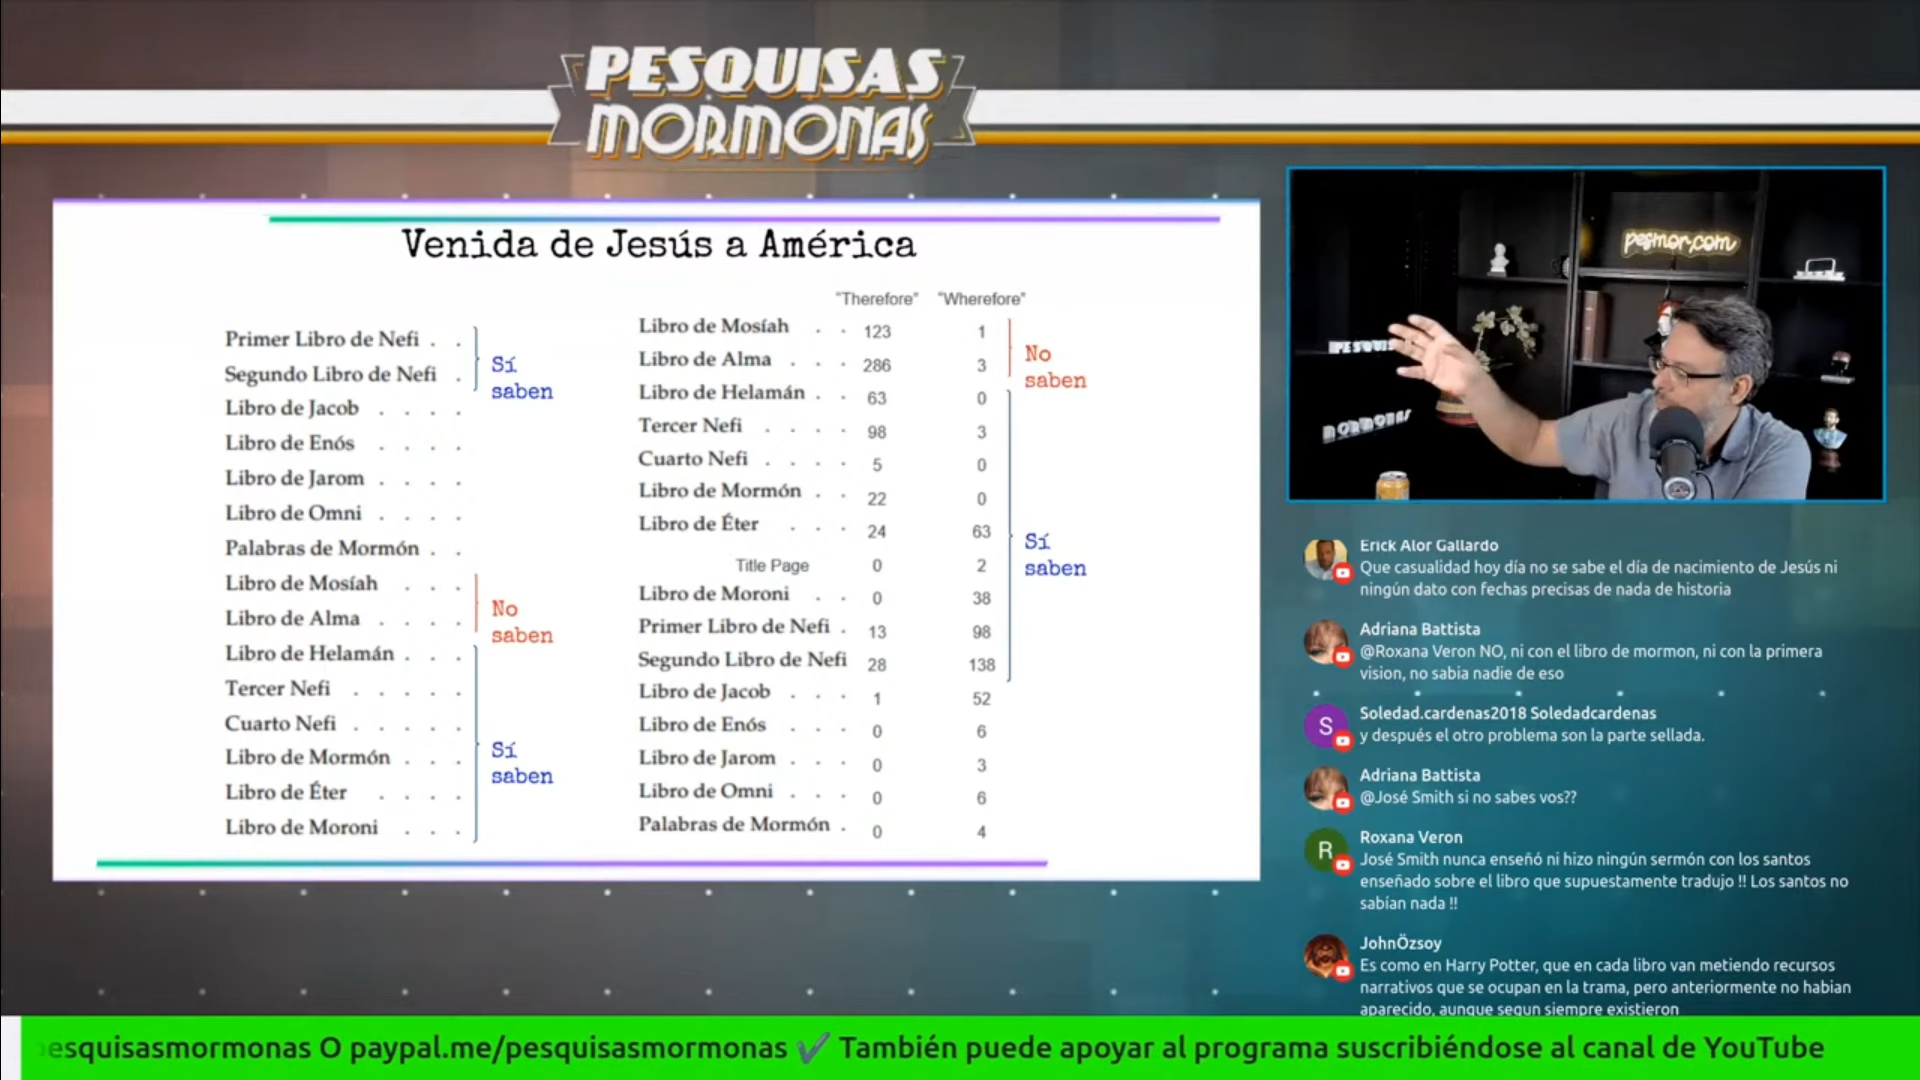 PESQUISAS
MORMONAS
Venida de Jesús a América
Primer Libro de Nefi . .
Segundo Libro de Nefi .
Libro de Jacob . . . .
Libro de Enós . . . .
Libro de Jarom . . . .
Libro de Omni . . . .
Palabras de Mormón . .
Libro de Mosíah . . .
Libro de Alma . . . .
Libro de Helamán . . .
Tercer Nefi . . . . .
Cuarto Nefi . . . . .
Libro de Mormón . . .
Libro de Éter . . . .
Libro de Moroni . . .
Sí
saben
No
saben
Sí
saben
"Therefore" "Wherefore"
Libro de Mosíah . . 123 1
Libro de Alma . . . 286 3
Libro de Helamán . . 63 0
Tercer Nefi . . . . 98 3
Cuarto Nefi . . . . 5 0
Libro de Mormón . . 22 0
Libro de Éter . . . 24 63
Title Page 0 2
Libro de Moroni . . 0 38
Primer Libro de Nefi . 13 98
Segundo Libro de Nefi 28 138
Libro de Jacob . . . 1 52
Libro de Enós . . . 0 6
Libro de Jarom . . . 0 3
Libro de Omni . . . 0 6
Palabras de Mormón . 0 4
No
saben
Sí
saben
pesmor.com
PESQUIS
MORMONAS
Erick Alor Gallardo
Que casualidad hoy día no se sabe el día de nacimiento de Jesús ni
ningún dato con fechas precisas de nada de historia
Adriana Battista
@Roxana Veron NO, ni con el libro de mormon, ni con la primera
vision, no sabia nadie de eso
S
Soledad.cardenas2018 Soledadcardenas
y después el otro problema son la parte sellada.
Adriana Battista
@José Smith si no sabes vos??
R
Roxana Veron
José Smith nunca enseñó ni hizo ningún sermón con los santos
enseñado sobre el libro que supuestamente tradujo !! Los santos no
sabían nada !!
JohnÖzsoy
Es como en Harry Potter, que en cada libro van metiendo recursos
narrativos que se ocupan en la trama, pero anteriormente no habian
aparecido, aunque segun siempre existieron
esquisasmormonas O paypal.me/pesquisasmormonas ✔ También puede apoyar al programa suscribiéndose al canal de YouTube